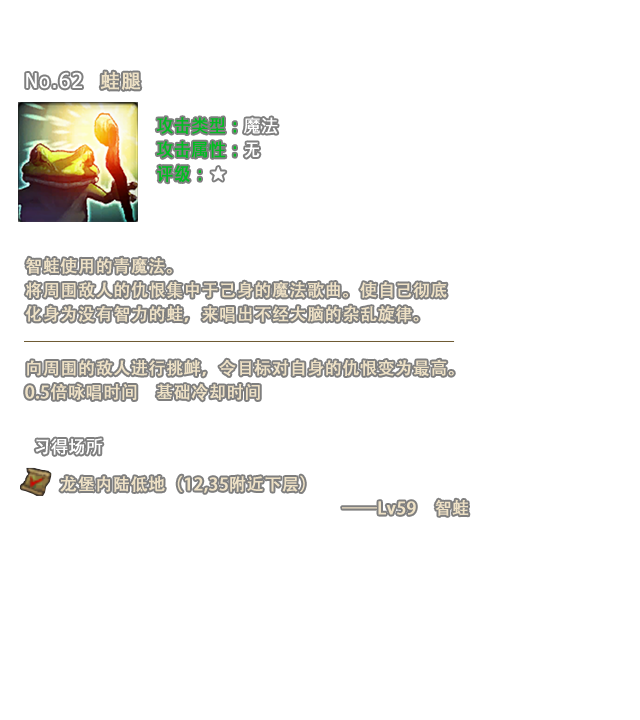 No.62 蛙腿
攻击类型：魔法
攻击属性：无
评级：☆
智蛙使用的青魔法。
将周围敌人的仇恨集中于己身的魔法歌曲。使自己彻底
化身为没有智力的蛙，来唱出不经大脑的杂乱旋律。
向周围的敌人进行挑衅，令目标对自身的仇恨变为最高。
0.5倍咏唱时间 基础冷却时间
习得场所
龙堡内陆低地（12,35附近下层）
——Lv59 智蛙